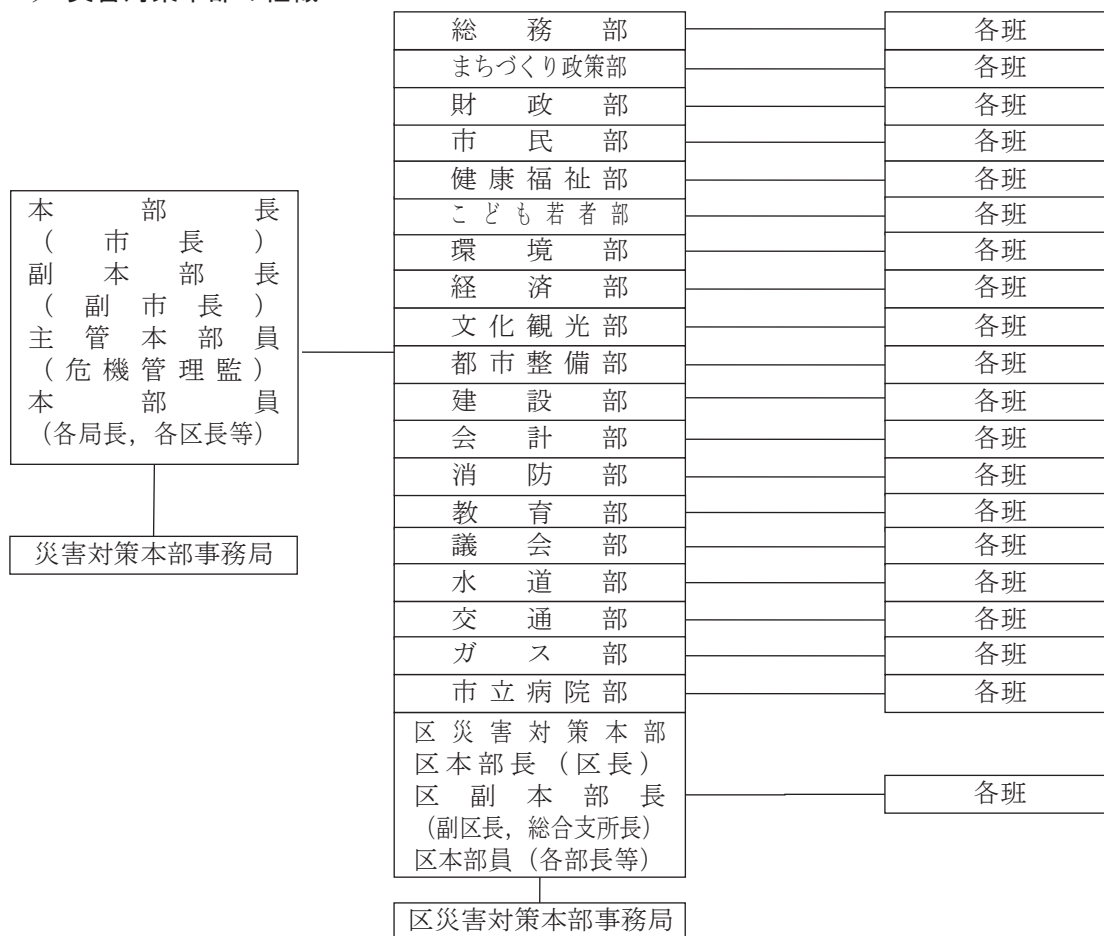 本部長
(市長)
副本部長
(副市長)
主管本部員
(危機管理監)
本部員
(各局長，各区長等)
災害対策本部事務局
総務部 各班
まちづくり政策部 各班
財政部 各班
市民部 各班
健康福祉部 各班
こども若者部 各班
環境部 各班
経済部 各班
文化観光部 各班
都市整備部 各班
建設部 各班
会計部 各班
消防部 各班
教育部 各班
議会部 各班
水道部 各班
交通部 各班
ガス部 各班
市立病院部 各班
区災害対策本部
区本部長（区長）
区副本部長 各班
(副区長，総合支所長)
区本部員（各部長等）
区災害対策本部事務局